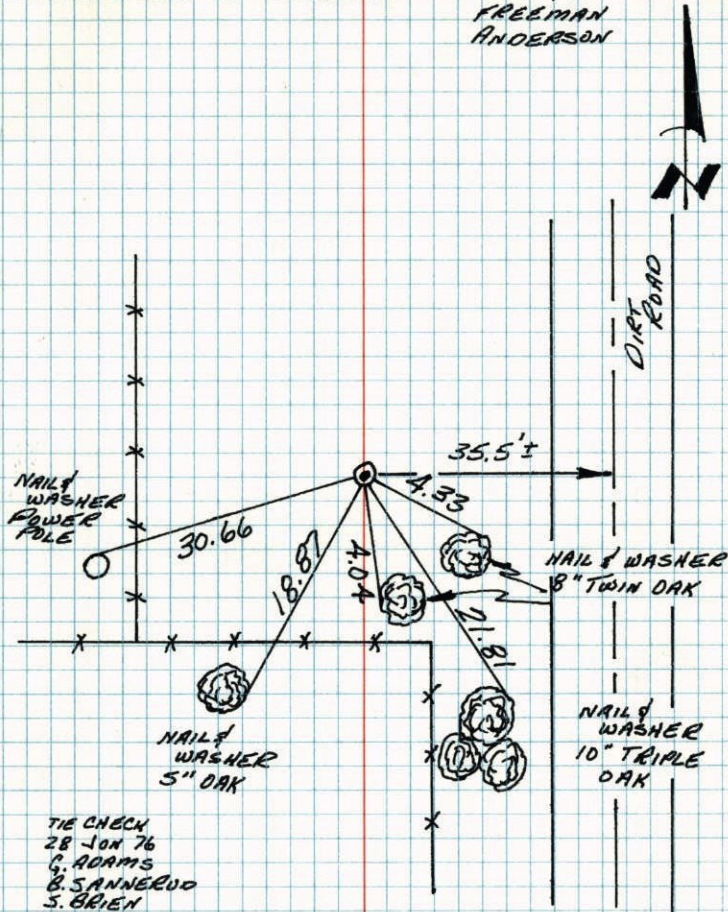 FREEMAN
ANDERSON
N
DIRT
ROAD
35.5'±
4.33
NAIL &
WASHER
POWER
POLE
30.66
18.87
4.04
21.81
NAIL & WASHER
8" TWIN OAK
NAIL &
WASHER
5" OAK
NAIL &
WASHER
10" TRIPLE
OAK
TIE CHECK
28 JUN 76
G. ADAMS
B. SANNERUD
S. BRIEN